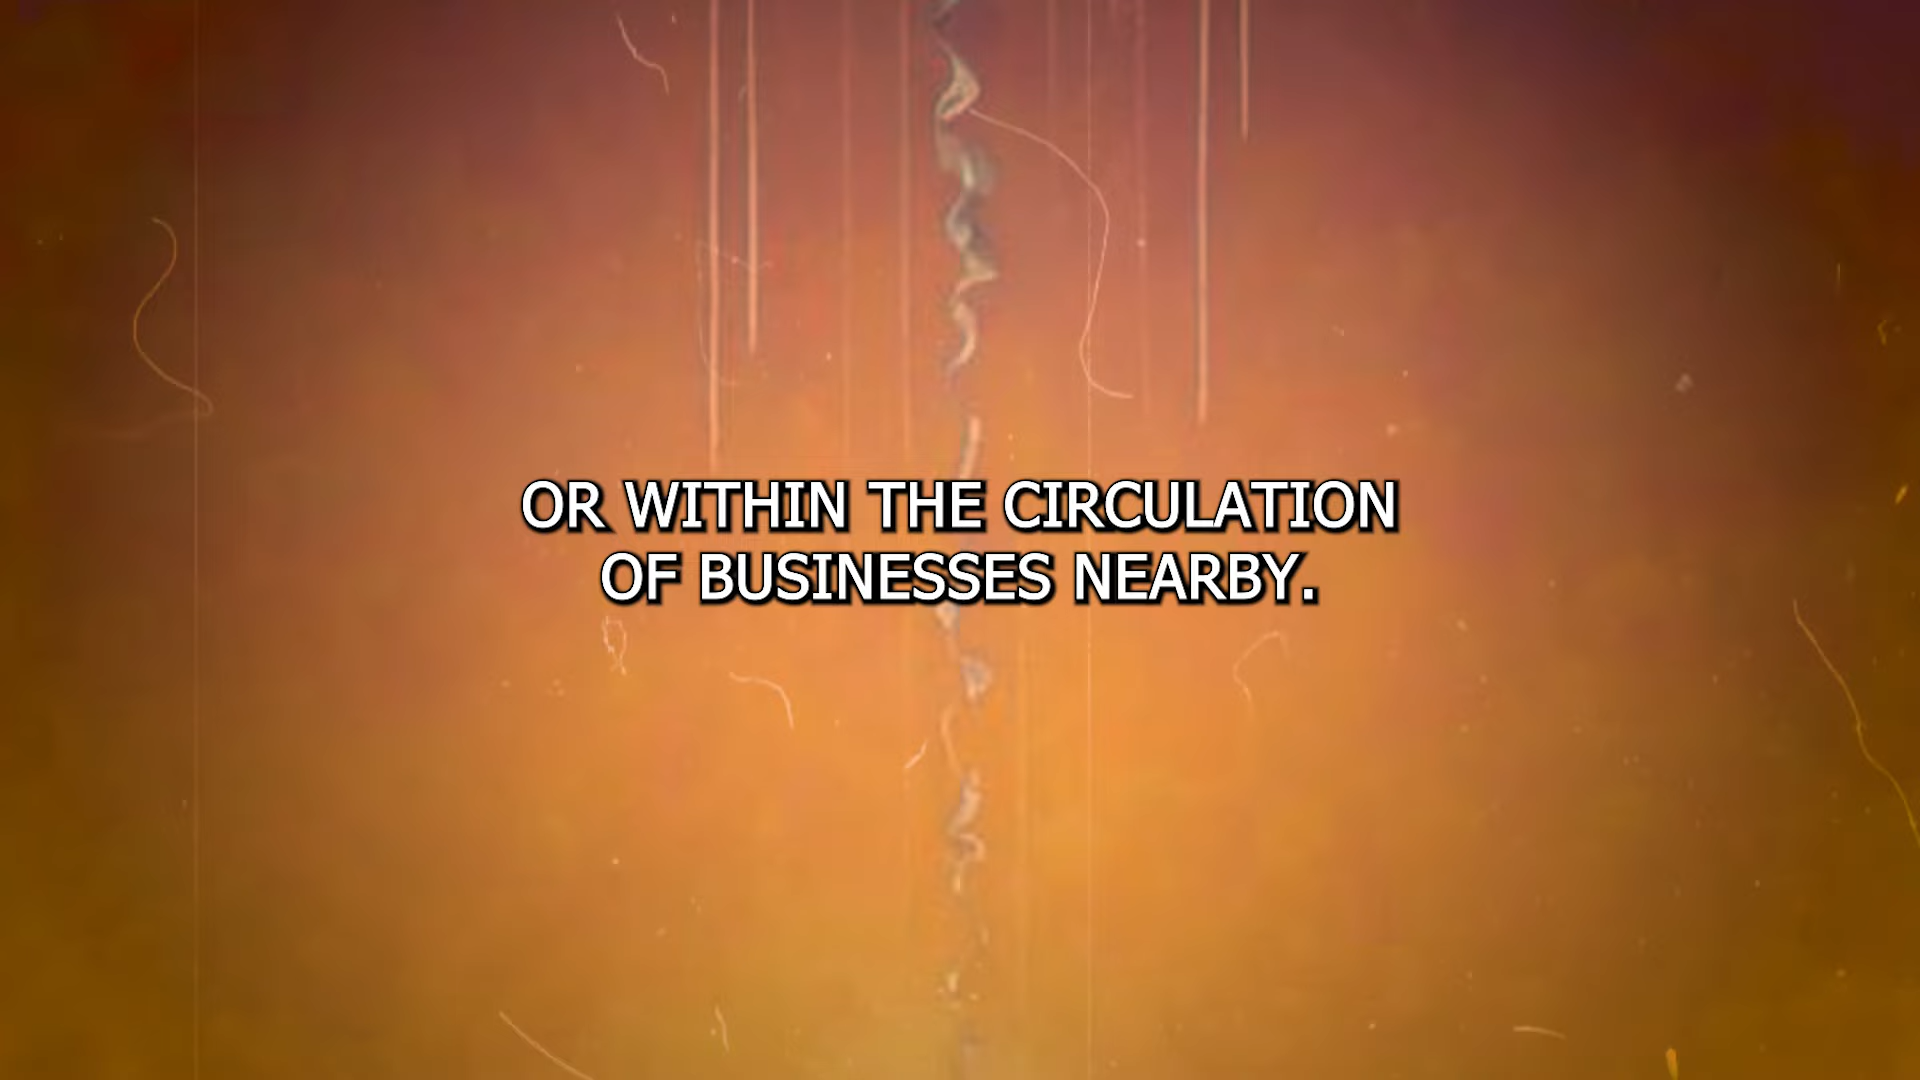 OR WITHIN THE CIRCULATION
OF BUSINESSES NEARBY.